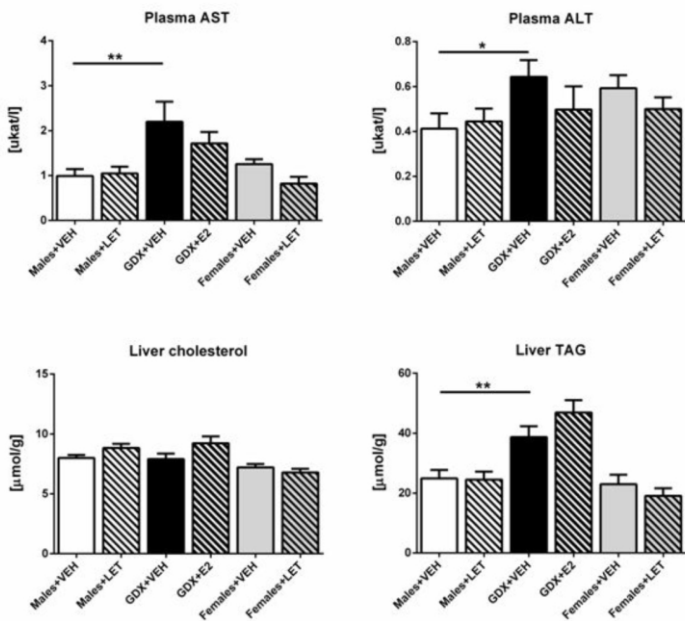 Plasma AST
**
[ukat/l]
4
3
2
1
0
Males+VEH
Males+LET
GDX+VEH
GDX+E2
Females+VEH
Females+LET
Plasma ALT
*
[ukat/l]
0.8
0.6
0.4
0.2
0.0
Males+VEH
Males+LET
GDX+VEH
GDX+E2
Females+VEH
Females+LET
Liver cholesterol
[μmol/g]
15
10
5
0
Males+VEH
Males+LET
GDX+VEH
GDX+E2
Females+VEH
Females+LET
Liver TAG
**
[μmol/g]
60
40
20
0
Males+VEH
Males+LET
GDX+VEH
GDX+E2
Females+VEH
Females+LET